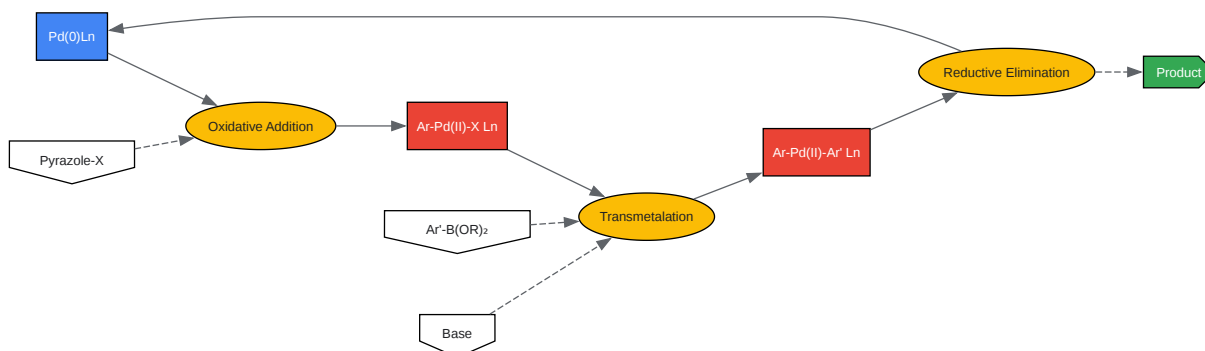 Pd(0)Ln
Oxidative Addition
Pyrazole-X
Ar-Pd(II)-X Ln
Ar'-B(OR)₂
Base
Transmetalation
Ar-Pd(II)-Ar' Ln
Reductive Elimination
Product